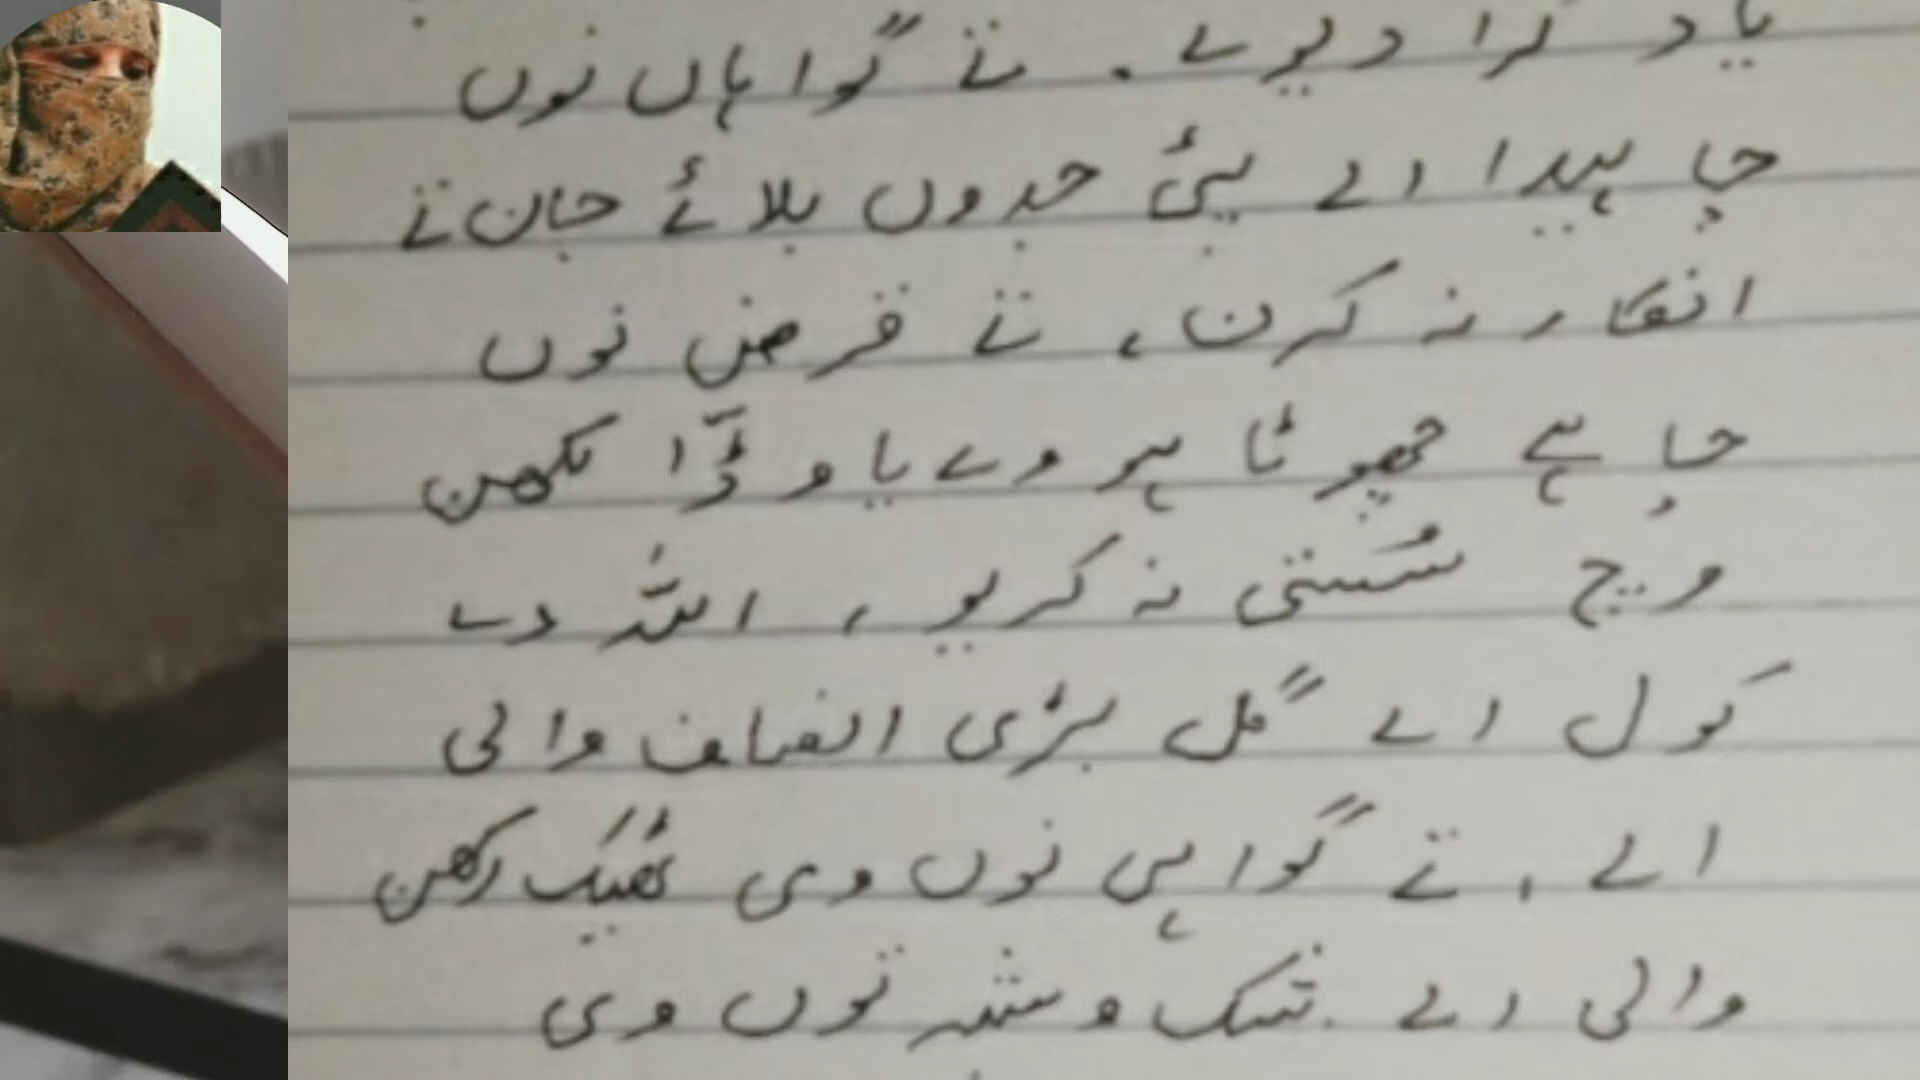 یاد کرا دیوے ۔ تے گواہاں نوں
چاہیدا اے پئی جدوں بلائے جان تے
انکار نہ کرن، تے قرض نوں
چاہے چھوٹا ہووے یا وڈّا لکھن
وچ سُستی نہ کریو ، اللہ دے
کول اے گل بڑی انصاف والی
اے ، تے گواہی نوں وی ٹھیک رکھن
والی اے ۔ شک و شبہ توں وی